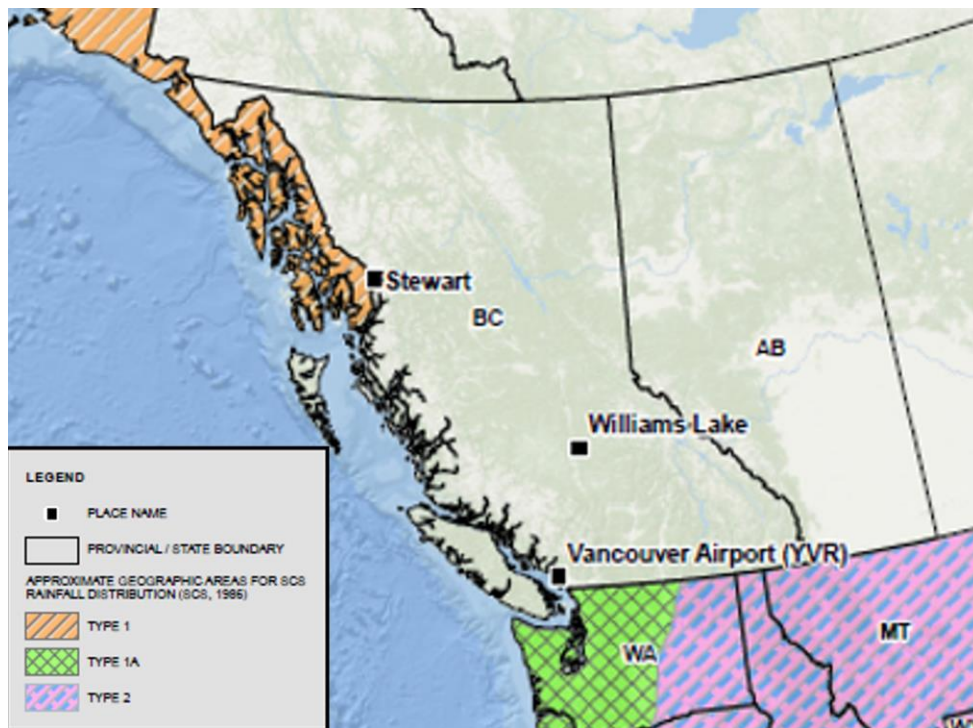 Stewart
BC
AB
Williams Lake
Vancouver Airport (YVR)
WA
MT
LEGEND
PLACE NAME
PROVINCIAL / STATE BOUNDARY
APPROXIMATE GEOGRAPHIC AREAS FOR SCS
RAINFALL DISTRIBUTION (SCS, 1986)
TYPE 1
TYPE 1A
TYPE 2